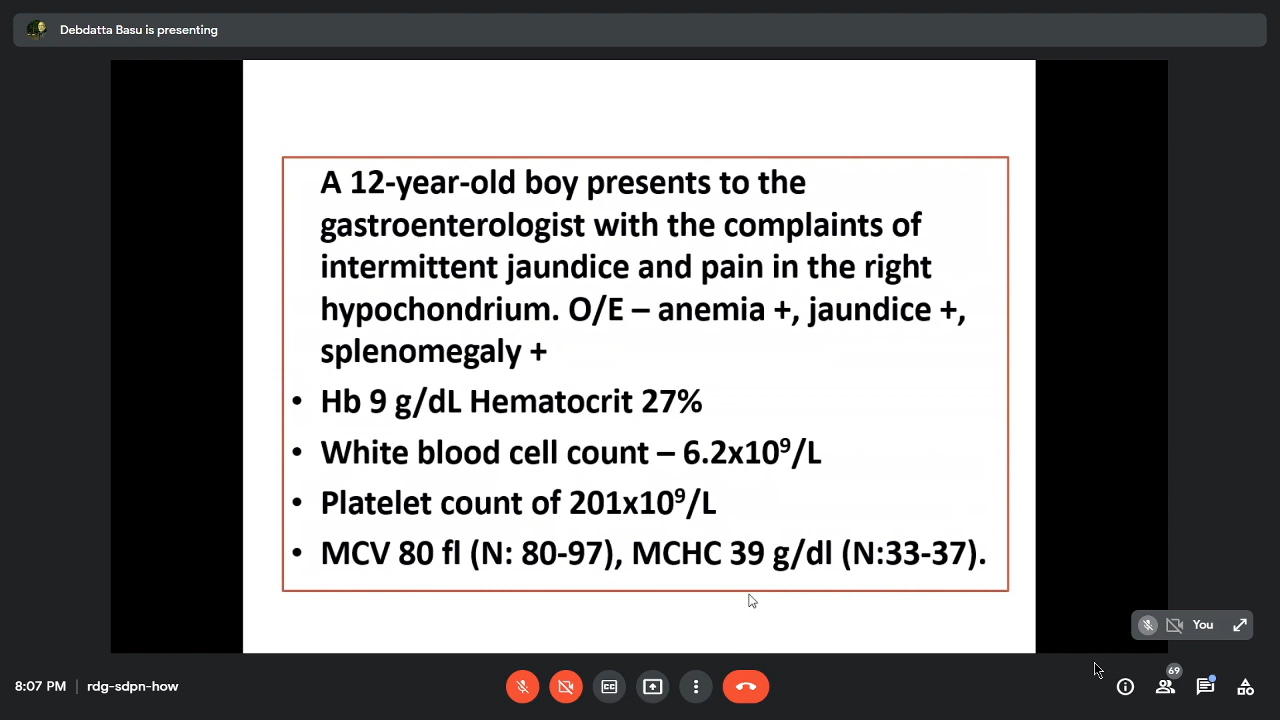 Debdatta Basu is presenting
A 12-year-old boy presents to the
gastroenterologist with the complaints of
intermittent jaundice and pain in the right
hypochondrium. O/E – anemia +, jaundice +,
splenomegaly +
• Hb 9 g/dL Hematocrit 27%
• White blood cell count – 6.2x10⁹/L
• Platelet count of 201x10⁹/L
• MCV 80 fl (N: 80-97), MCHC 39 g/dl (N:33-37).
You
69
8:07 PM | rdg-sdpn-how